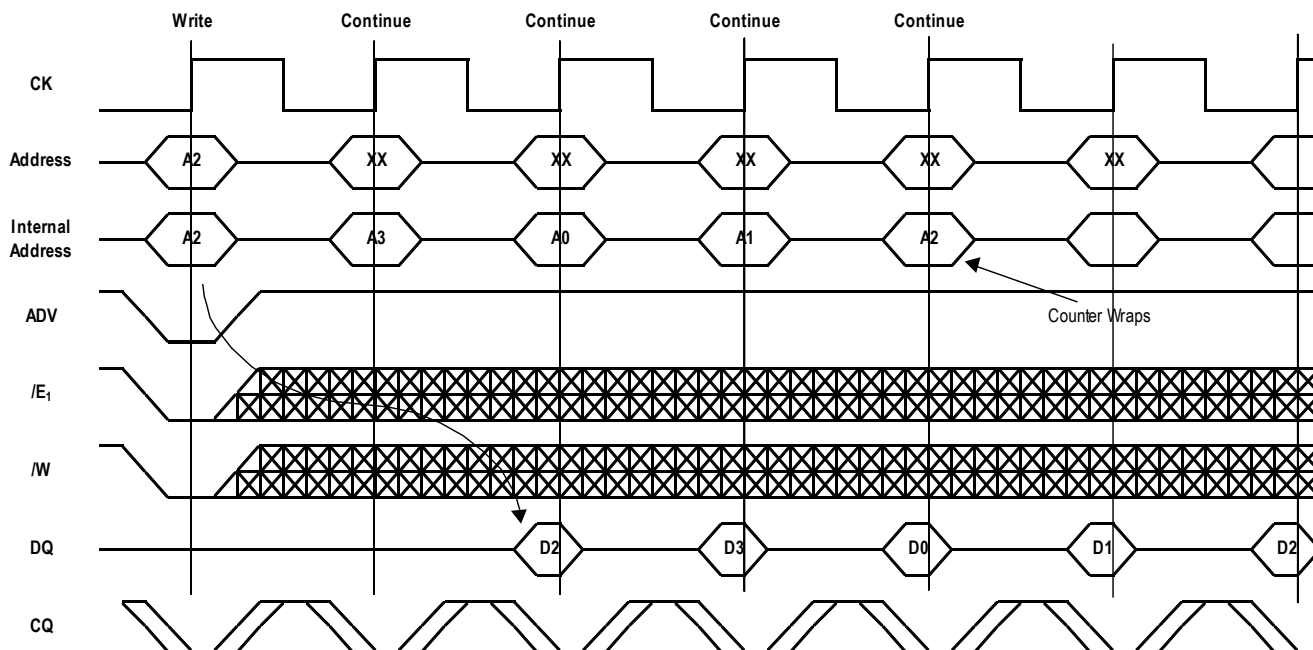 Write Continue Continue Continue Continue
CK
Address A2 XX XX XX XX XX
Internal
Address A2 A3 A0 A1 A2
ADV
Counter Wraps
/E1
/W
DQ D2 D3 D0 D1 D2
CQ